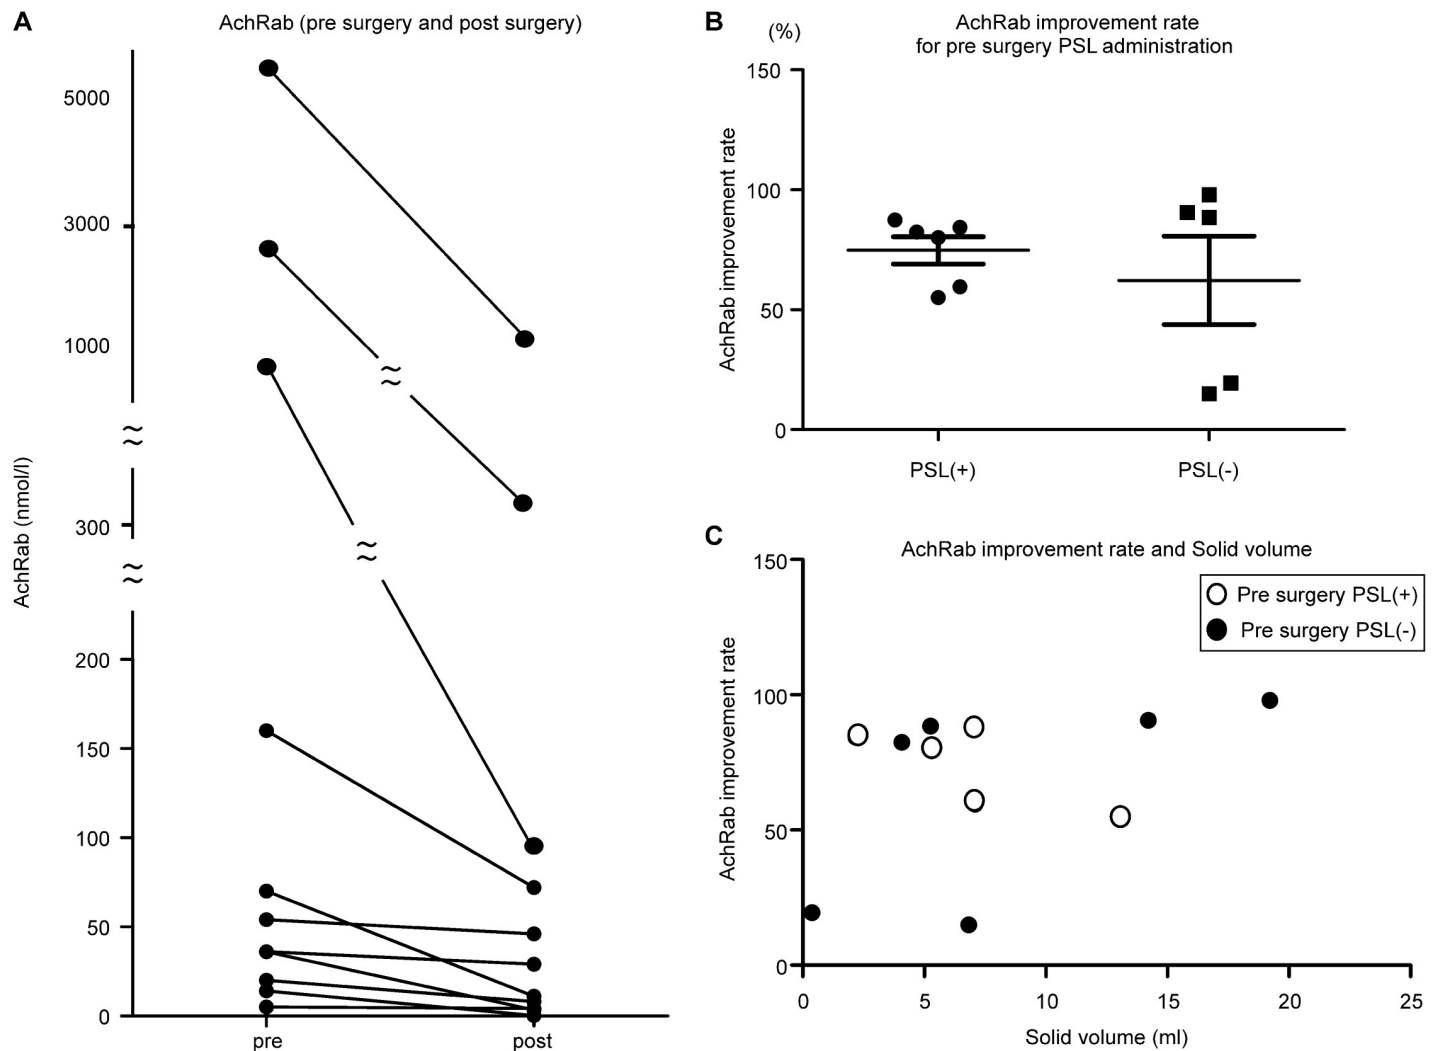 A
AchRab (pre surgery and post surgery)
5000
3000
1000
300
200
150
100
50
0
AchRab (nmol/l)
pre
post
B
(%)
AchRab improvement rate
for pre surgery PSL administration
150
100
50
0
AchRab improvement rate
PSL(+)
PSL(-)
C
AchRab improvement rate and Solid volume
Pre surgery PSL(+)
Pre surgery PSL(-)
150
100
50
0
AchRab improvement rate
0
5
10
15
20
25
Solid volume (ml)